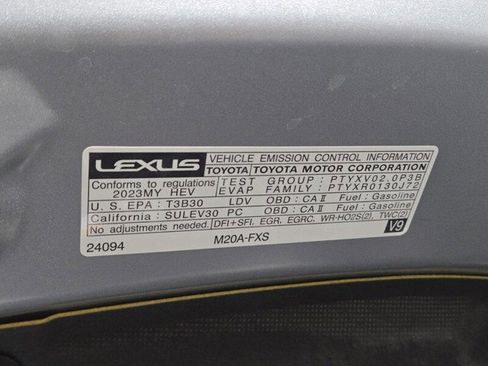 LEXUS VEHICLE EMISSION CONTROL INFORMATION
TOYOTA TOYOTA MOTOR CORPORATION
Conforms to regulations TEST GROUP : PTYXV02.0P3B
2023MY HEV EVAP FAMILY : PTYXR0130J72
U. S. EPA : T3B30 LDV OBD : CA II Fuel : Gasoline
California : SULEV30 PC OBD : CA II Fuel : Gasoline
No adjustments needed. DFI+SFI, EGR, EGRC, WR-HO2S(2), TWC(2)
24094 M20A-FXS V9